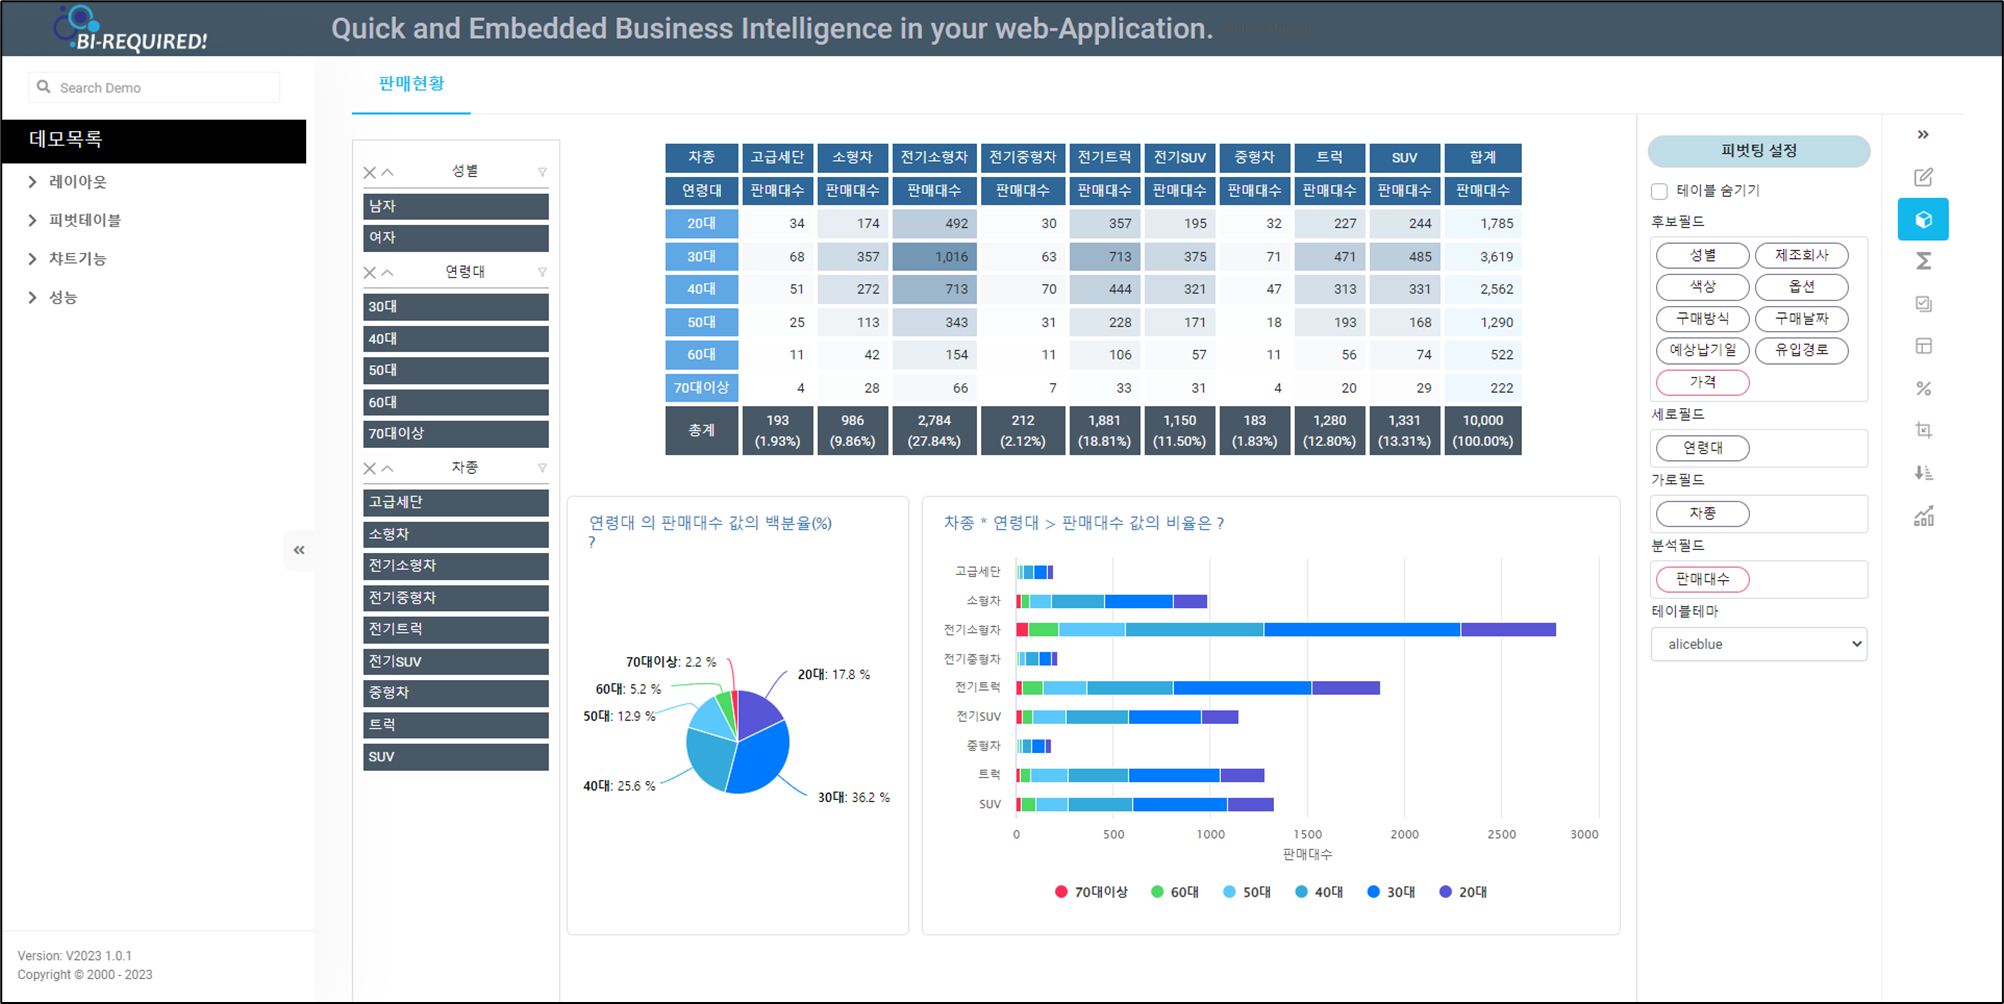 BI-REQUIRED!
Quick and Embedded Business Intelligence in your web-Application.
Search Demo
데모목록
레이아웃
피벗테이블
챠트기능
성능
Version: V2023 1.0.1
Copyright © 2000 - 2023
판매현황
성별
남자
여자
연령대
30대
40대
50대
60대
70대이상
차종
고급세단
소형차
전기소형차
전기중형차
전기트럭
전기SUV
중형차
트럭
SUV
차종 고급세단 소형차 전기소형차 전기중형차 전기트럭 전기SUV 중형차 트럭 SUV 합계
연령대 판매대수 판매대수 판매대수 판매대수 판매대수 판매대수 판매대수 판매대수 판매대수 판매대수
20대 34 174 492 30 357 195 32 227 244 1,785
30대 68 357 1,016 63 713 375 71 471 485 3,619
40대 51 272 713 70 444 321 47 313 331 2,562
50대 25 113 343 31 228 171 18 193 168 1,290
60대 11 42 154 11 106 57 11 56 74 522
70대이상 4 28 66 7 33 31 4 20 29 222
총계 193 986 2,784 212 1,881 1,150 183 1,280 1,331 10,000
(1.93%) (9.86%) (27.84%) (2.12%) (18.81%) (11.50%) (1.83%) (12.80%) (13.31%) (100.00%)
연령대 의 판매대수 값의 백분율(%)
?
70대이상: 2.2 %
20대: 17.8 %
60대: 5.2 %
50대: 12.9 %
40대: 25.6 %
30대: 36.2 %
차종 * 연령대 > 판매대수 값의 비율은 ?
고급세단
소형차
전기소형차
전기중형차
전기트럭
전기SUV
중형차
트럭
SUV
0 500 1000 1500 2000 2500 3000
판매대수
70대이상 60대 50대 40대 30대 20대
피벗팅 설정
테이블 숨기기
후보필드
성별 제조회사
색상 옵션
구매방식 구매날짜
예상납기일 유입경로
가격
세로필드
연령대
가로필드
차종
분석필드
판매대수
테이블테마
aliceblue